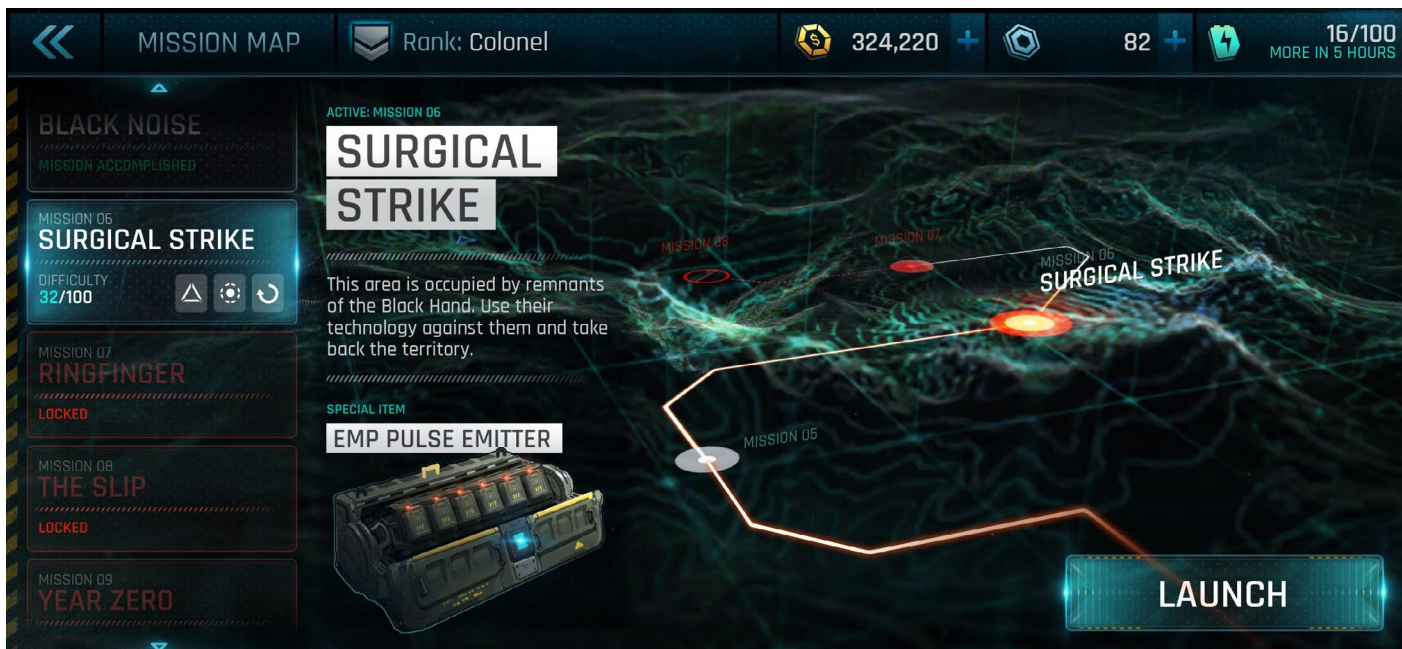 MISSION MAP
Rank: Colonel
324,220
82
16/100
MORE IN 5 HOURS
BLACK NOISE
MISSION ACCOMPLISHED
MISSION 06
SURGICAL STRIKE
DIFFICULTY
32/100
MISSION 07
RINGFINGER
LOCKED
MISSION 08
THE SLIP
LOCKED
MISSION 09
YEAR ZERO
ACTIVE: MISSION 06
SURGICAL
STRIKE
This area is occupied by remnants
of the Black Hand. Use their
technology against them and take
back the territory.
SPECIAL ITEM
EMP PULSE EMITTER
MISSION 08
MISSION 07
MISSION 06
SURGICAL STRIKE
MISSION 05
LAUNCH